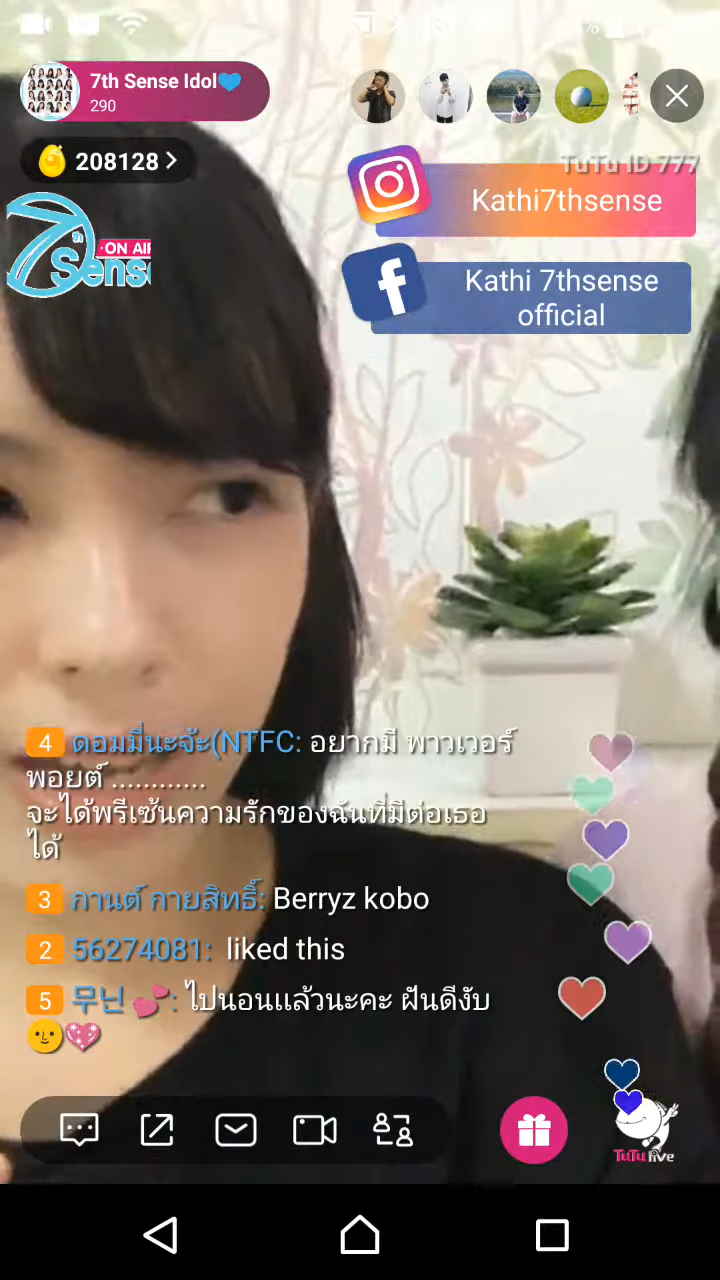 7th Sense Idol💙
290
208128
TuTu ID 777
Kathi7thsense
7th
Sense
Kathi 7thsense
official
4 ดอมมี่นะจ้ะ(NTFC: อยากมี พาวเวอร์
พอยต์ ............
จะได้พรีเซ้นความรักของฉันที่มีต่อเธอ
ได้
3 กานต์ กายสิทธิ์: Berryz kobo
2 56274081: liked this
5 무닌 💕: ไปนอนแล้วนะคะ ฝันดีงับ
🌝💖
TuTu live